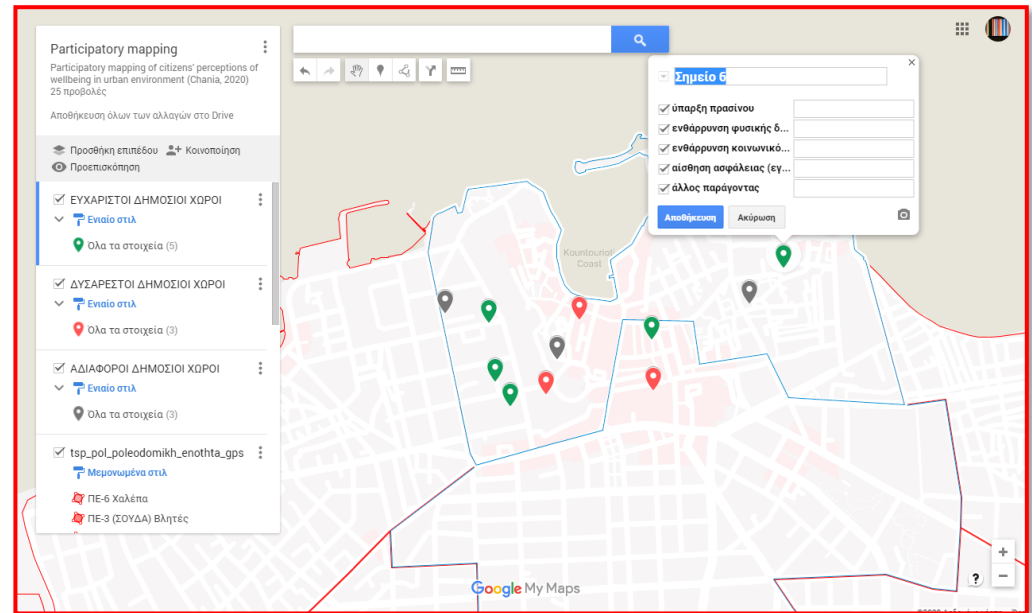 Participatory mapping
Participatory mapping of citizens' perceptions of
wellbeing in urban environment (Chania, 2020)
25 προβολές
Αποθήκευση όλων των αλλαγών στο Drive
Προσθήκη επιπέδου Κοινοποίηση
Προεπισκόπηση
ΕΥΧΑΡΙΣΤΟΙ ΔΗΜΟΣΙΟΙ ΧΩΡΟΙ
Ενιαίο στιλ
Όλα τα στοιχεία (5)
ΔΥΣΑΡΕΣΤΟΙ ΔΗΜΟΣΙΟΙ ΧΩΡΟΙ
Ενιαίο στιλ
Όλα τα στοιχεία (3)
ΑΔΙΑΦΟΡΟΙ ΔΗΜΟΣΙΟΙ ΧΩΡΟΙ
Ενιαίο στιλ
Όλα τα στοιχεία (3)
tsp_pol_poleodomikh_enothta_gps
Μεμονωμένα στιλ
ΠΕ-6 Χαλέπα
ΠΕ-3 (ΣΟΥΔΑ) Βλητές
Σημείο 6
ύπαρξη πρασίνου
ενθάρρυνση φυσικής δ...
ενθάρρυνση κοινωνικό...
αίσθηση ασφάλειας (εγ...
άλλος παράγοντας
Αποθήκευση Ακύρωση
Kountourioti
Coast
Google My Maps